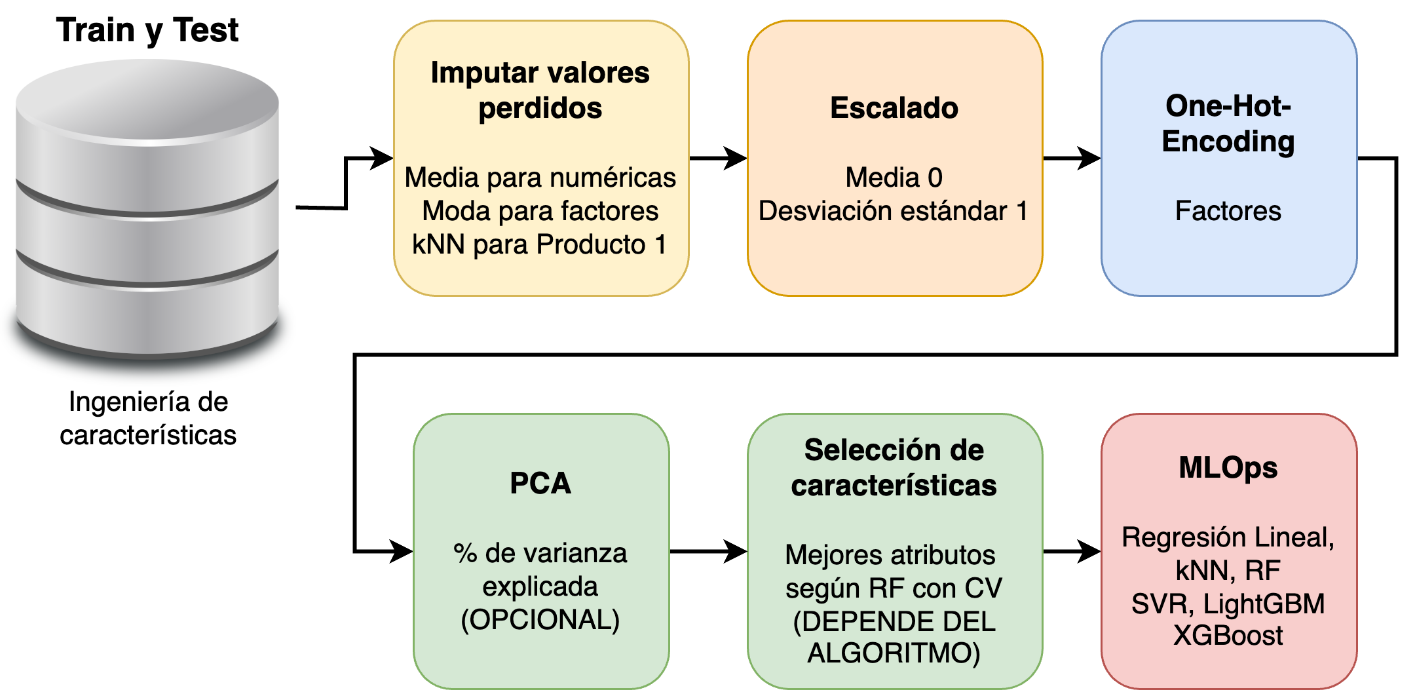 Train y Test
Ingeniería de
características
Imputar valores
perdidos
Media para numéricas
Moda para factores
kNN para Producto 1
Escalado
Media 0
Desviación estándar 1
One-Hot-
Encoding
Factores
PCA
% de varianza
explicada
(OPCIONAL)
Selección de
características
Mejores atributos
según RF con CV
(DEPENDE DEL
ALGORITMO)
MLOps
Regresión Lineal,
kNN, RF
SVR, LightGBM
XGBoost